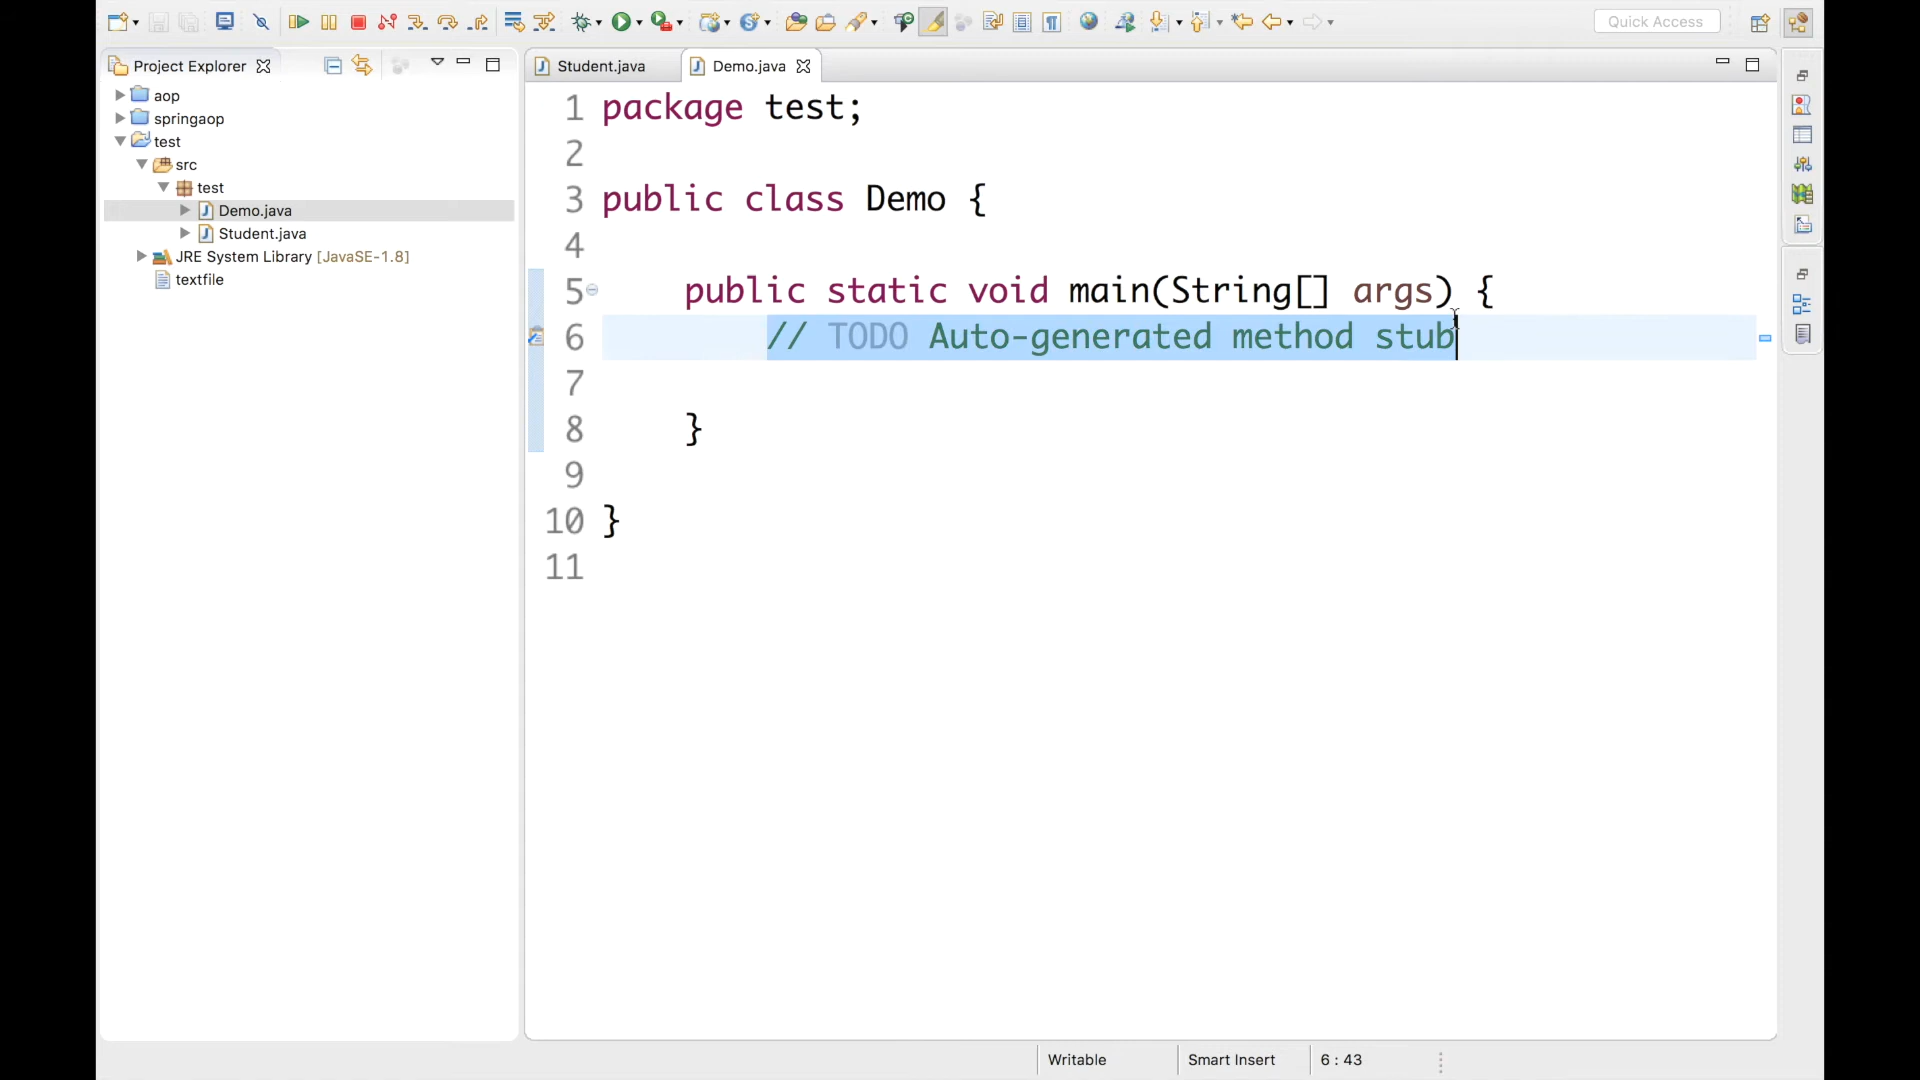 Quick Access
Project Explorer
aop
springaop
test
src
test
Demo.java
Student.java
JRE System Library [JavaSE-1.8]
textfile
Student.java
Demo.java
1 package test;
2
3 public class Demo {
4
5 public static void main(String[] args) {
6 // TODO Auto-generated method stub
7
8 }
9
10 }
11
Writable
Smart Insert
6 : 43